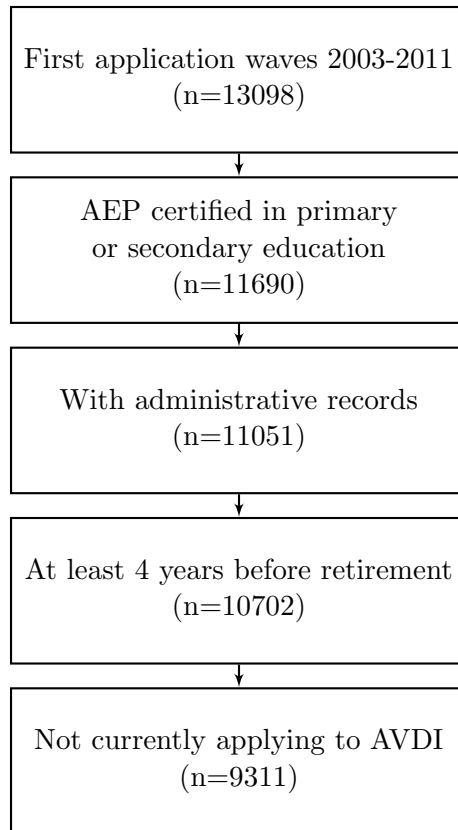 First application waves 2003-2011
(n=13098)
AEP certified in primary
or secondary education
(n=11690)
With administrative records
(n=11051)
At least 4 years before retirement
(n=10702)
Not currently applying to AVDI
(n=9311)